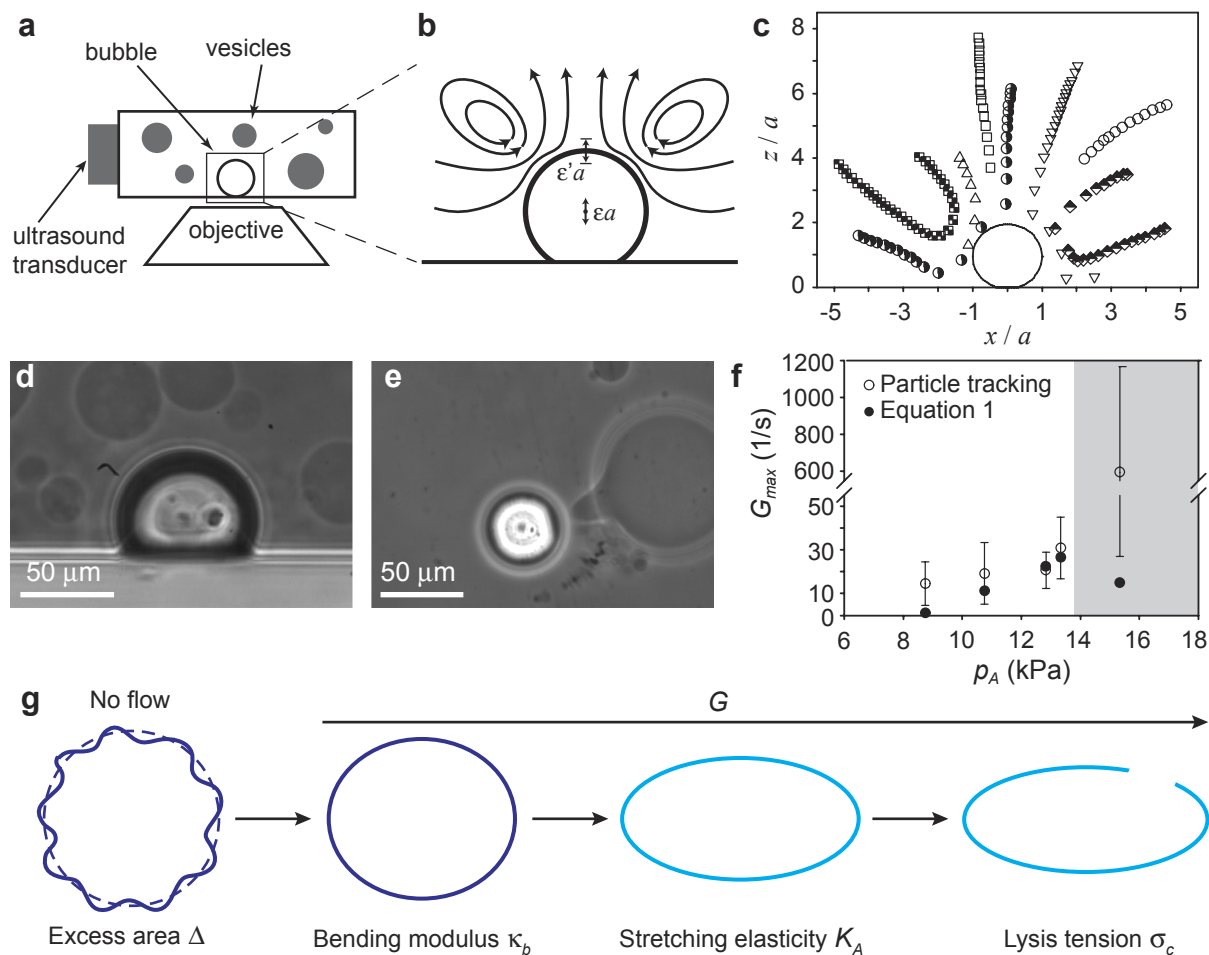 a
bubble
vesicles
ultrasound
transducer
objective
b
ε'a
εa
c
z / a
8
6
4
2
0
-5
-3
-1
1
3
5
x / a
d
50 μm
e
50 μm
f
Particle tracking
Equation 1
G_max (1/s)
1200
1000
800
600
50
30
10
0
6
8
10
12
14
16
18
p_A (kPa)
g
No flow
G
Excess area Δ
Bending modulus κ_b
Stretching elasticity K_A
Lysis tension σ_c